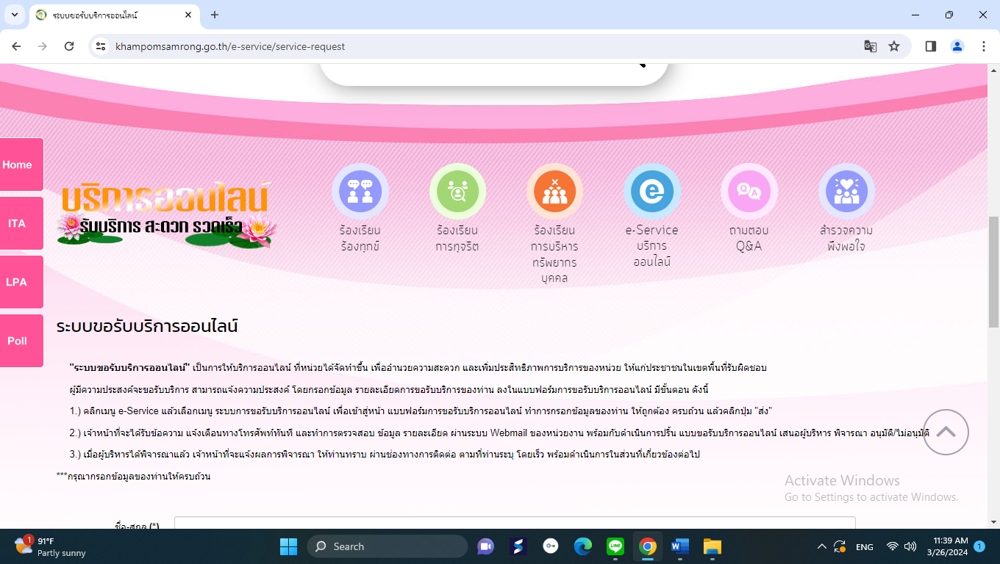 ระบบขอรับบริการออนไลน์
khampomsamrong.go.th/e-service/service-request
Home
ITA
LPA
Poll
บริการออนไลน์
รับบริการ สะดวก รวดเร็ว
ร้องเรียน
ร้องทุกข์
ร้องเรียน
การทุจริต
ร้องเรียน
การบริหาร
ทรัพยากร
บุคคล
e-Service
บริการ
ออนไลน์
ถามตอบ
Q&A
สำรวจความ
พึงพอใจ
ระบบขอรับบริการออนไลน์
"ระบบขอรับบริการออนไลน์" เป็นการให้บริการออนไลน์ ที่หน่วยได้จัดทำขึ้น เพื่ออำนวยความสะดวก และเพิ่มประสิทธิภาพการบริการของหน่วย ให้แก่ประชาชนในเขตพื้นที่รับผิดชอบ
ผู้มีความประสงค์จะขอรับบริการ สามารถแจ้งความประสงค์ โดยกรอกข้อมูล รายละเอียดการขอรับบริการของท่าน ลงในแบบฟอร์มการขอรับบริการออนไลน์ มีขั้นตอน ดังนี้
1.) คลิกเมนู e-Service แล้วเลือกเมนู ระบบการขอรับบริการออนไลน์ เพื่อเข้าสู่หน้า แบบฟอร์มการขอรับบริการออนไลน์ ทำการกรอกข้อมูลของท่าน ให้ถูกต้อง ครบถ้วน แล้วคลิกปุ่ม "ส่ง"
2.) เจ้าหน้าที่จะได้รับข้อความ แจ้งเตือนทางโทรศัพท์ทันที และทำการตรวจสอบ ข้อมูล รายละเอียด ผ่านระบบ Webmail ของหน่วยงาน พร้อมกับดำเนินการปริ้น แบบขอรับบริการออนไลน์ เสนอผู้บริหาร พิจารณา อนุมัติ/ไม่อนุมัติ
3.) เมื่อผู้บริหารได้พิจารณาแล้ว เจ้าหน้าที่จะแจ้งผลการพิจารณา ให้ท่านทราบ ผ่านช่องทางการติดต่อ ตามที่ท่านระบุ โดยเร็ว พร้อมดำเนินการในส่วนที่เกี่ยวข้องต่อไป
***กรุณากรอกข้อมูลของท่านให้ครบถ้วน
Activate Windows
Go to Settings to activate Windows.
ชื่อ-สกุล (*)
1
91°F
Partly sunny
Search
LINE
ENG
11:39 AM
3/26/2024
1